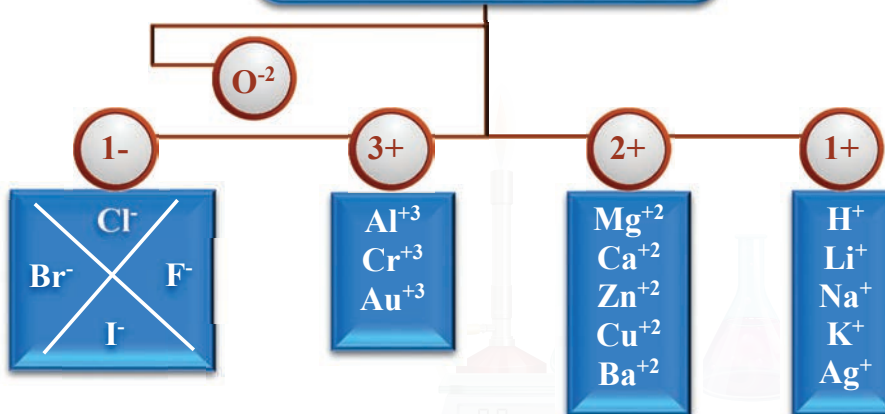 O⁻²
1-
3+
2+
1+
Cl⁻
Br⁻
F⁻
I⁻
Al⁺³
Cr⁺³
Au⁺³
Mg⁺²
Ca⁺²
Zn⁺²
Cu⁺²
Ba⁺²
H⁺
Li⁺
Na⁺
K⁺
Ag⁺